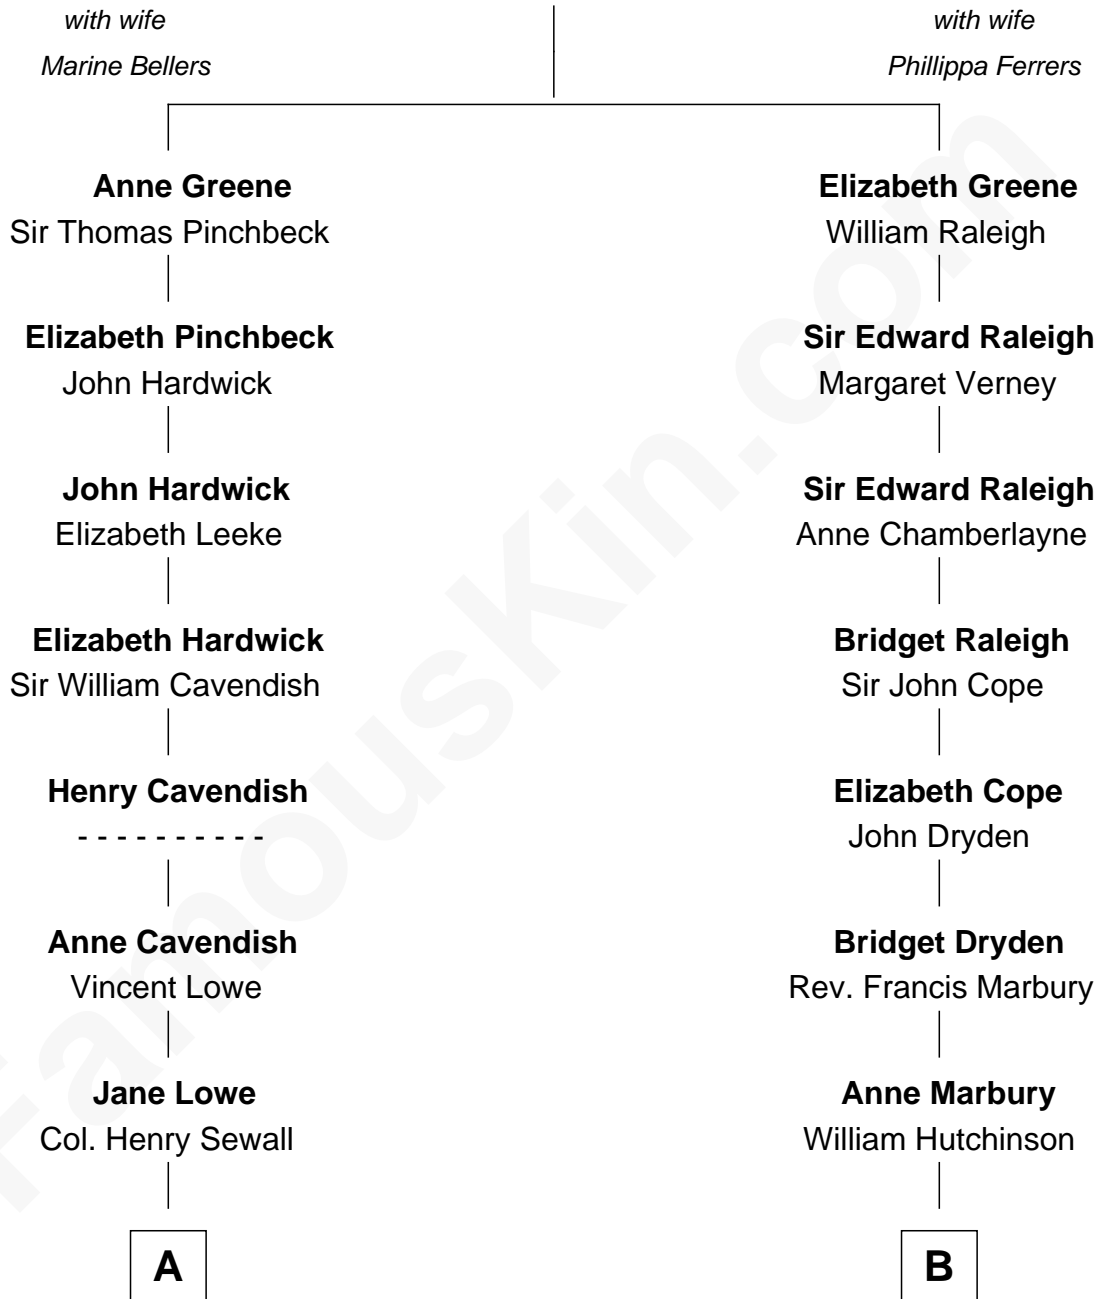 with wife
Marine Bellers
with wife
Phillippa Ferrers
Anne Greene
Sir Thomas Pinchbeck
Elizabeth Greene
William Raleigh
Elizabeth Pinchbeck
John Hardwick
Sir Edward Raleigh
Margaret Verney
John Hardwick
Elizabeth Leeke
Sir Edward Raleigh
Anne Chamberlayne
Elizabeth Hardwick
Sir William Cavendish
Bridget Raleigh
Sir John Cope
Henry Cavendish
- - - - - - - - - -
Elizabeth Cope
John Dryden
Anne Cavendish
Vincent Lowe
Bridget Dryden
Rev. Francis Marbury
Jane Lowe
Col. Henry Sewall
Anne Marbury
William Hutchinson
A
B
FamousKin.com